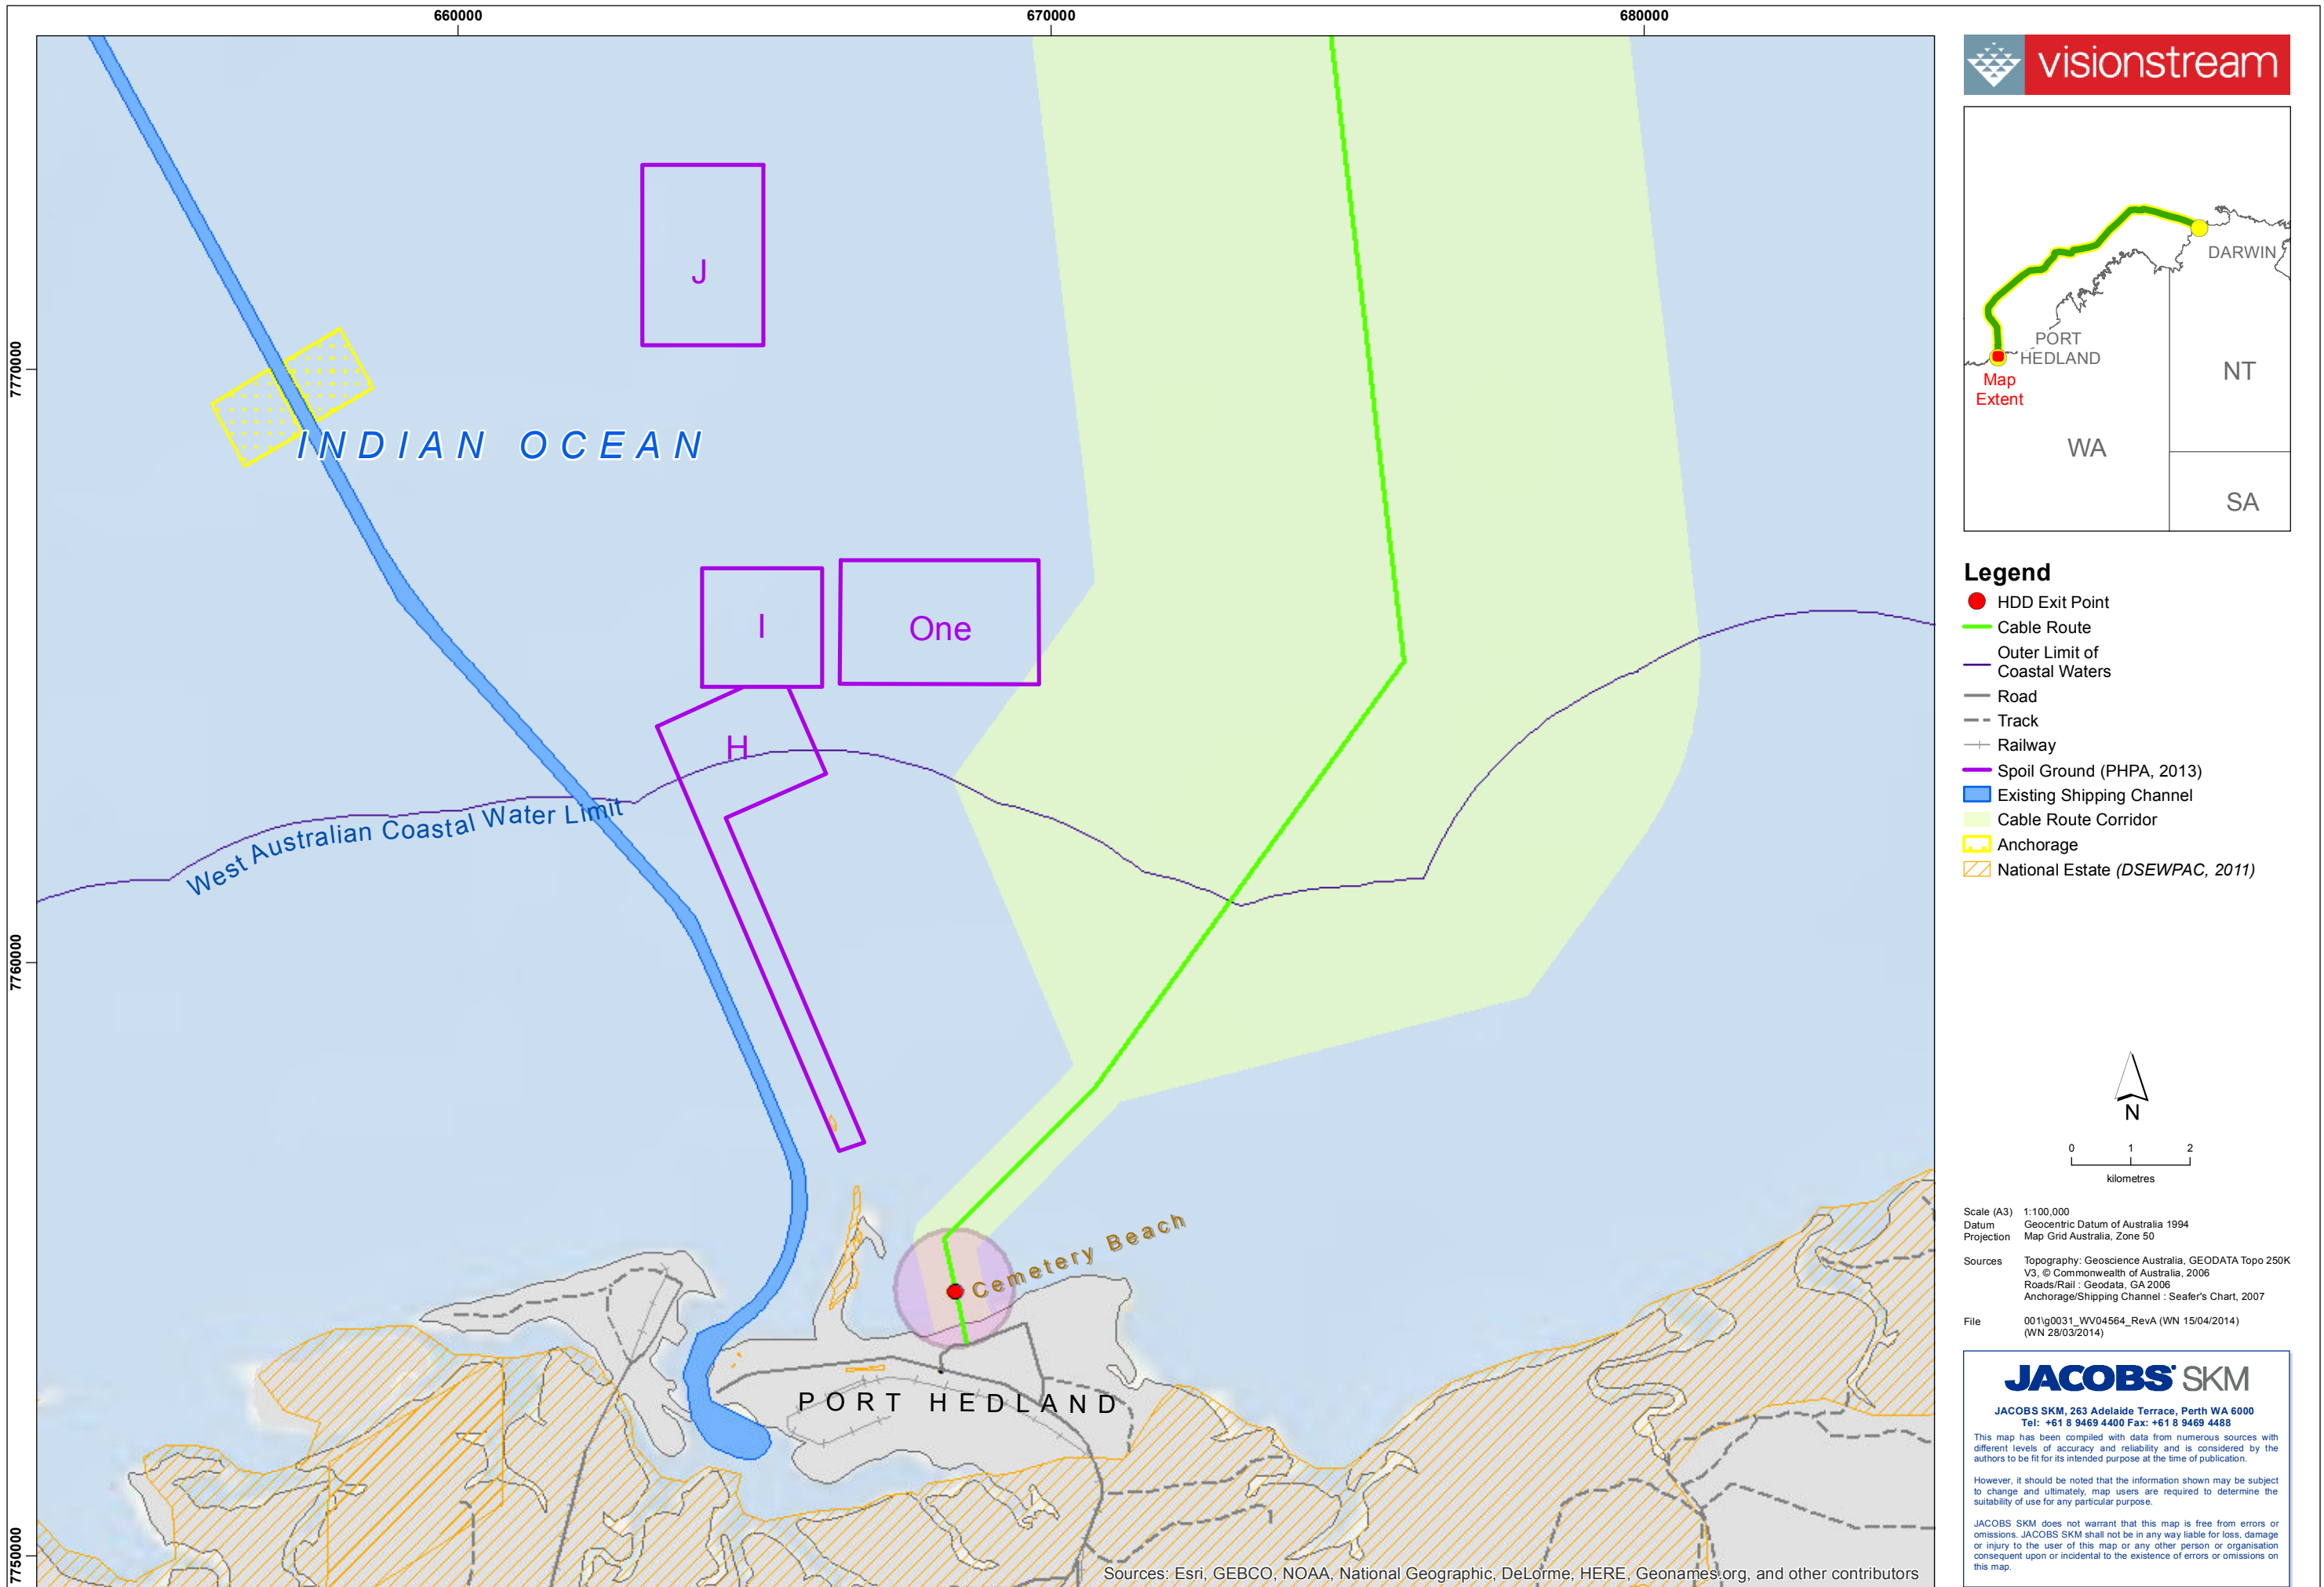 660000
670000
680000
7770000
7760000
7750000
J
INDIAN OCEAN
I
One
H
West Australian Coastal Water Limit
Cemetery Beach
PORT HEDLAND
Sources: Esri, GEBCO, NOAA, National Geographic, DeLorme, HERE, Geonames.org, and other contributors
visionstream
DARWIN
PORT
HEDLAND
Map
Extent
NT
WA
SA
Legend
HDD Exit Point
Cable Route
Outer Limit of
Coastal Waters
Road
Track
Railway
Spoil Ground (PHPA, 2013)
Existing Shipping Channel
Cable Route Corridor
Anchorage
National Estate (DSEWPAC, 2011)
N
0 1 2
kilometres
Scale (A3) 1:100,000
Datum Geocentric Datum of Australia 1994
Projection Map Grid Australia, Zone 50
Sources Topography: Geoscience Australia, GEODATA Topo 250K
V3, © Commonwealth of Australia, 2006
Roads/Rail : Geodata, GA 2006
Anchorage/Shipping Channel : Seafer's Chart, 2007
File 001\g0031_WV04564_RevA (WN 15/04/2014)
(WN 28/03/2014)
JACOBS SKM
JACOBS SKM, 263 Adelaide Terrace, Perth WA 6000
Tel: +61 8 9469 4400 Fax: +61 8 9469 4488
This map has been compiled with data from numerous sources with
different levels of accuracy and reliability and is considered by the
authors to be fit for its intended purpose at the time of publication.
However, it should be noted that the information shown may be subject
to change and ultimately, map users are required to determine the
suitability of use for any particular purpose.
JACOBS SKM does not warrant that this map is free from errors or
omissions. JACOBS SKM shall not be in any way liable for loss, damage
or injury to the user of this map or any other person or organisation
consequent upon or incidental to the existence of errors or omissions on
this map.